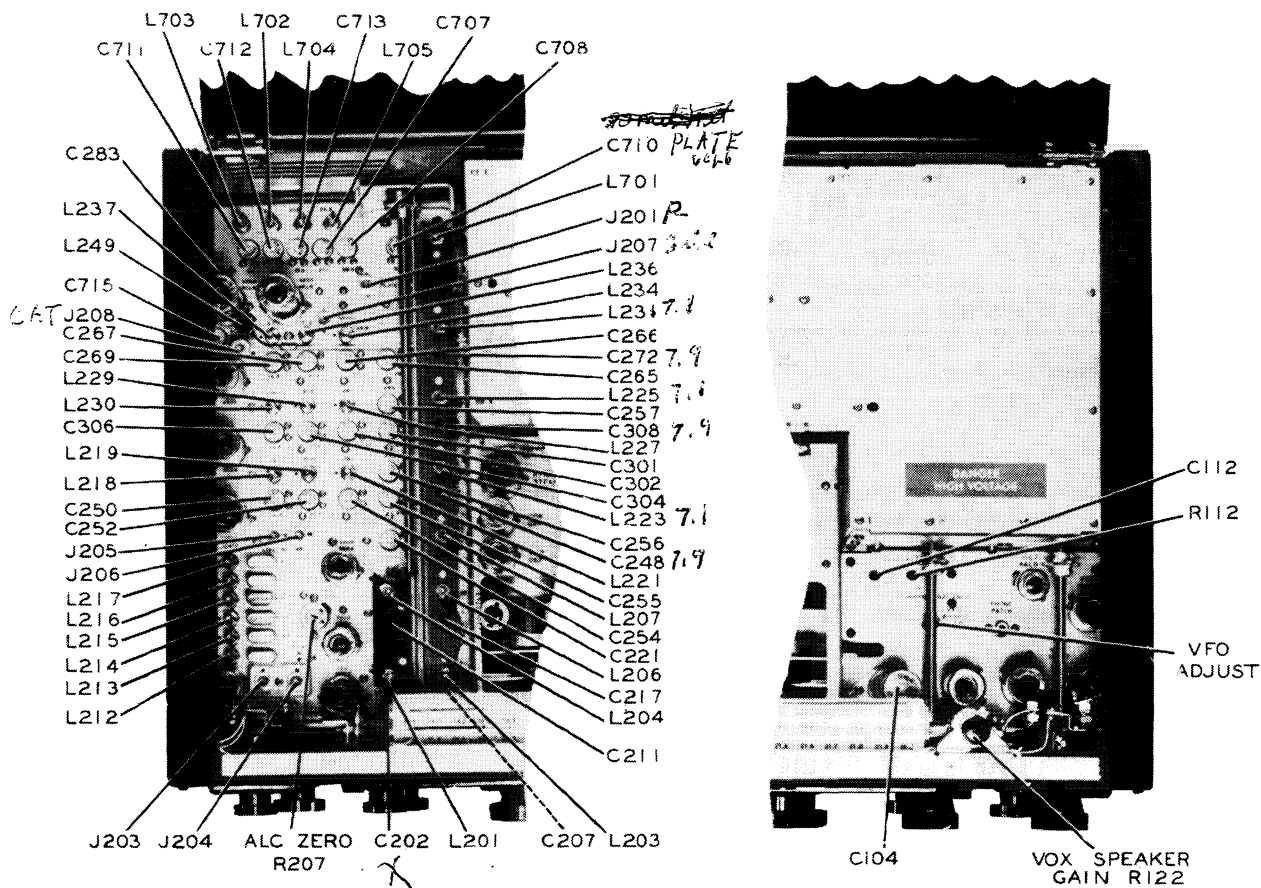 L703 L702 C713 C707
C711 C712 L704 L705 C708
C283
L237
L249
C715
CAT J208
C267
C269
L229
L230
C306
L219
L218
C250
C252
J205
J206
L217
L216
L215
L214
L213
L212
C710 PLATE
L701
J201
J207
L236
L234
L231 7.1
C266
C272 7.9
C265
L225 7.1
C257
C308 7.9
L227
C301
C302
C304
L223 7.1
C256
C248 7.9
L221
C255
L207
C254
C221
L206
C217
L204
C211
J203 J204 ALC ZERO C202 L201 C207 L203
R207
DANGER
HIGH VOLTAGE
C112
R112
VFO
ADJUST
C104
VOX SPEAKER
GAIN R122